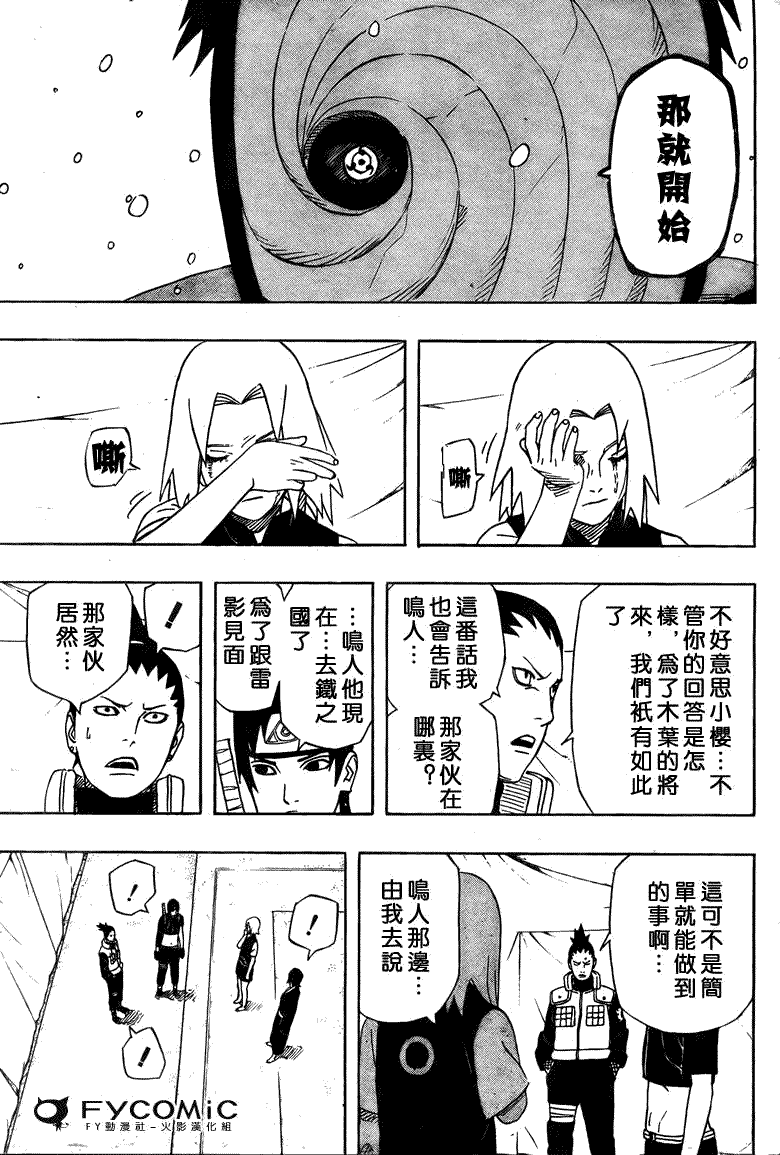 那就開始
嘶
嘶
不好意思小櫻…不
管你的回答是怎
樣，爲了木葉的將
來，我們衹有如此
了
這番話我
也會告訴
鳴人…
那家伙在
哪裏？
…鳴人他現
在…去鐵之
國了
爲了跟雷
影見面
!
那家伙
居然…
這可不是簡
單就能做到
的事啊…
鳴人那邊…
由我去說
!
!
!
FYCOMiC
FY動漫社－火影漢化組